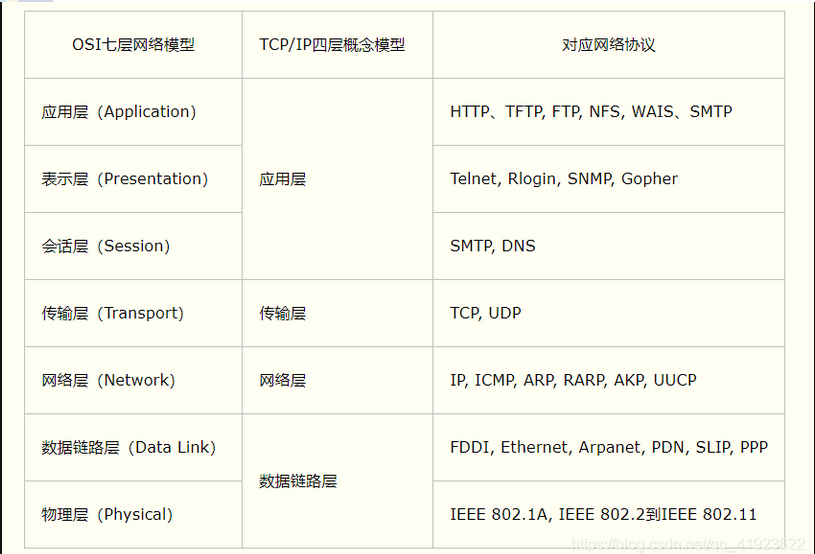 OSI七层网络模型 TCP/IP四层概念模型 对应网络协议
应用层 (Application) HTTP、TFTP, FTP, NFS, WAIS、SMTP
表示层 (Presentation) 应用层 Telnet, Rlogin, SNMP, Gopher
会话层 (Session) SMTP, DNS
传输层 (Transport) 传输层 TCP, UDP
网络层 (Network) 网络层 IP, ICMP, ARP, RARP, AKP, UUCP
数据链路层 (Data Link) FDDI, Ethernet, Arpanet, PDN, SLIP, PPP
数据链路层
物理层 (Physical) IEEE 802.1A, IEEE 802.2到IEEE 802.11
https://blog.csdn.net/qq_41923622